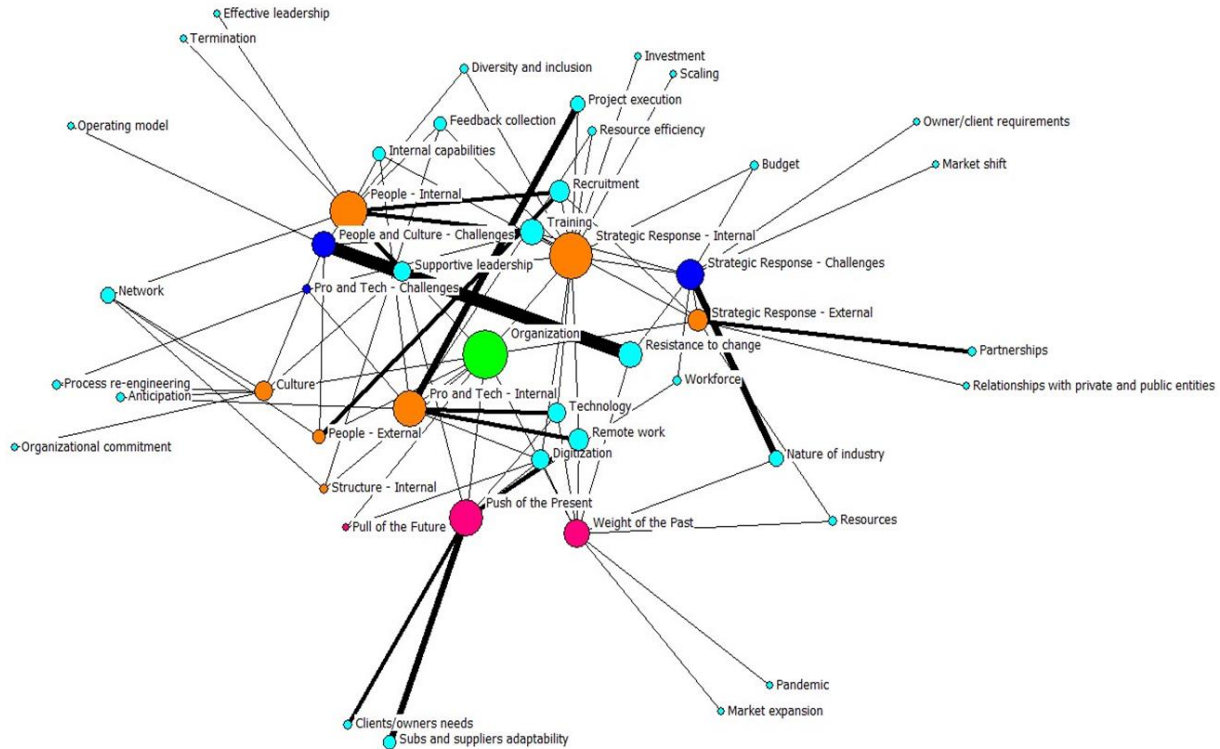 Effective leadership
Termination
Investment
Diversity and inclusion
Scaling
Project execution
Operating model
Feedback collection
Resource efficiency
Owner/client requirements
Internal capabilities
Budget
Market shift
Recruitment
People - Internal
Training
People and Culture - Challenges
Strategic Response - Internal
Supportive leadership
Strategic Response - Challenges
Pro and Tech - Challenges
Network
Strategic Response - External
Organization
Resistance to change
Partnerships
Workforce
Process re-engineering
Culture
Relationships with private and public entities
Anticipation
Pro and Tech - Internal
Technology
People - External
Remote work
Organizational commitment
Digitization
Nature of industry
Structure - Internal
Push of the Present
Pull of the Future
Weight of the Past
Resources
Pandemic
Market expansion
Clients/owners needs
Subs and suppliers adaptability